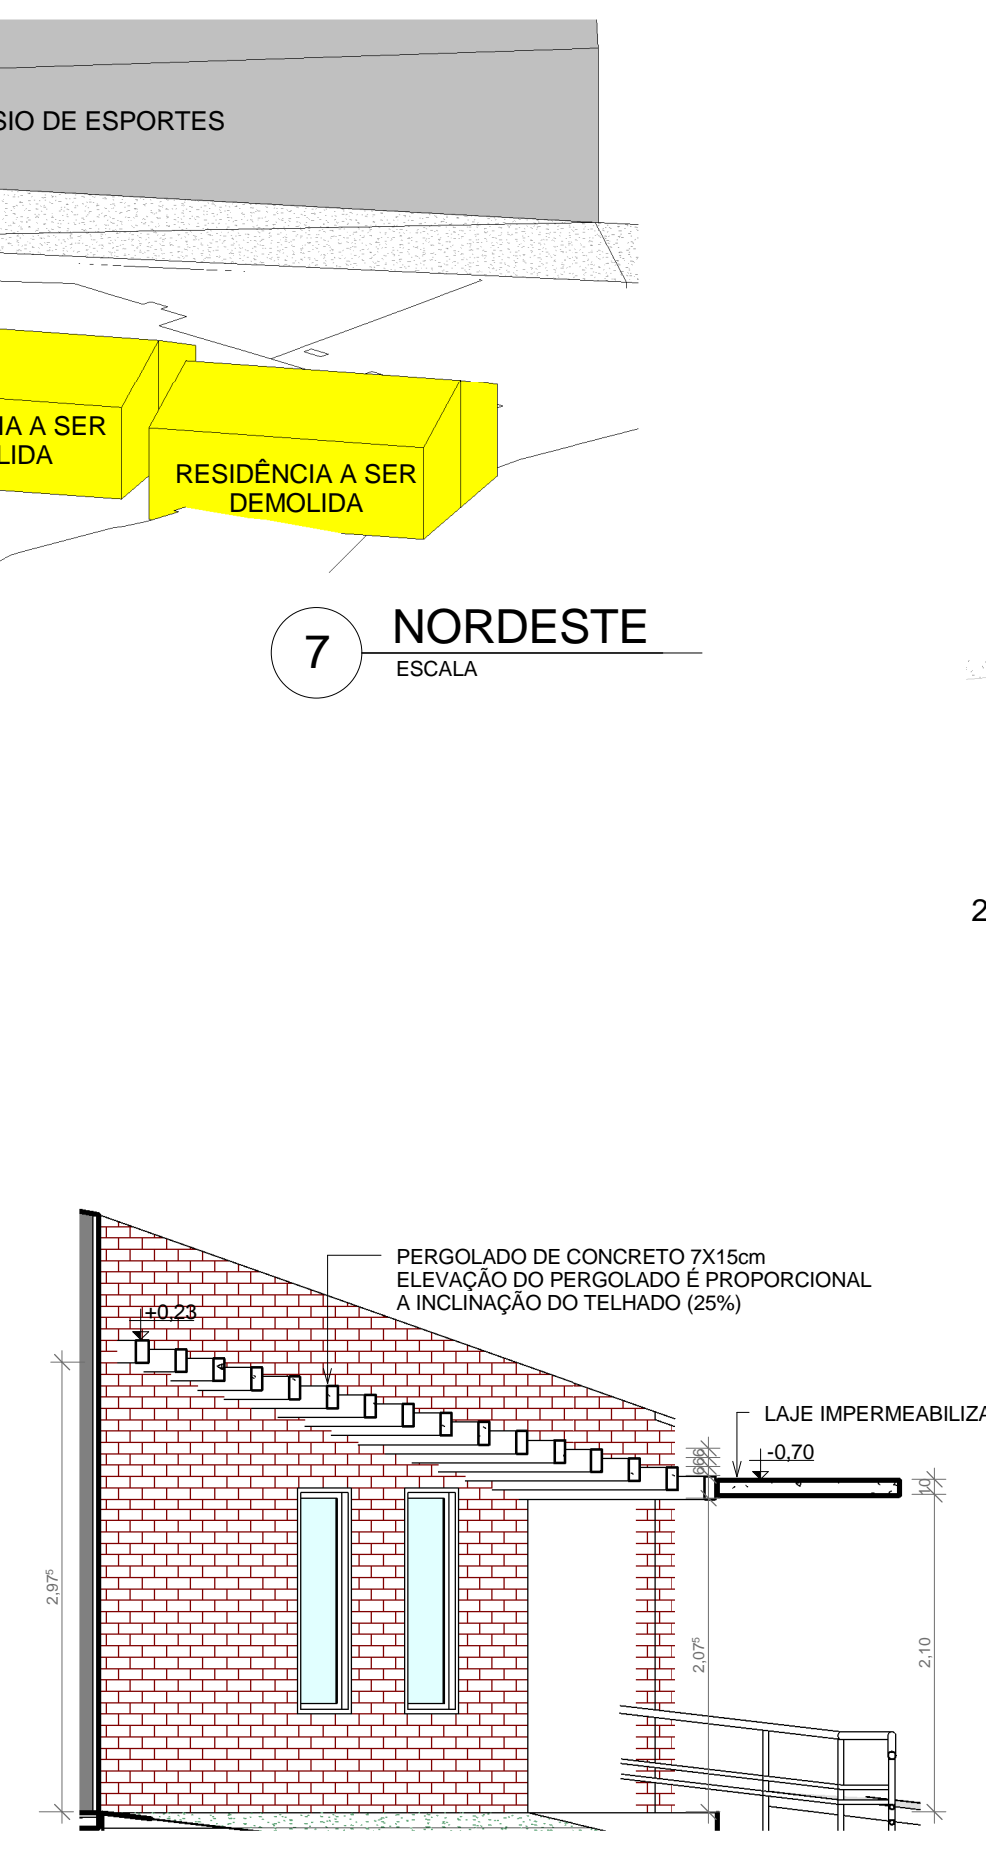 SIO DE ESPORTES
IA A SER
LIDA
RESIDÊNCIA A SER
DEMOLIDA
7
NORDESTE
ESCALA
2
PERGOLADO DE CONCRETO 7X15cm
ELEVAÇÃO DO PERGOLADO É PROPORCIONAL
A INCLINAÇÃO DO TELHADO (25%)
+0,23
LAJE IMPERMEABILIZA
-0,70
666
10
2,97⁵
2,07⁵
2,10